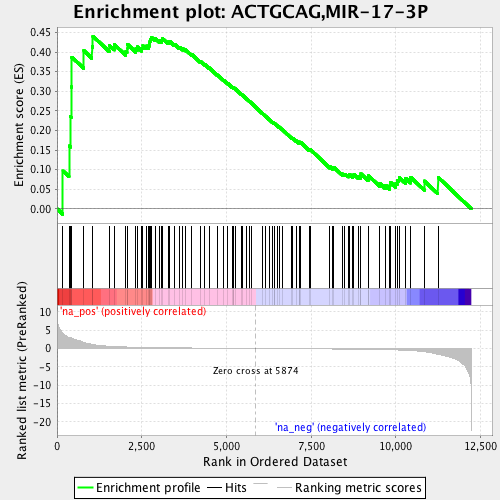 Enrichment plot: ACTGCAG,MIR-17-3P
Enrichment score (ES)
0.45
0.40
0.35
0.30
0.25
0.20
0.15
0.10
0.05
0.00
'na_pos' (positively correlated)
Ranked list metric (PreRanked)
10
5
0
-5
-10
-15
-20
Zero cross at 5874
'na_neg' (negatively correlated)
0
2,500
5,000
7,500
10,000
12,500
Rank in Ordered Dataset
Enrichment profile
Hits
Ranking metric scores